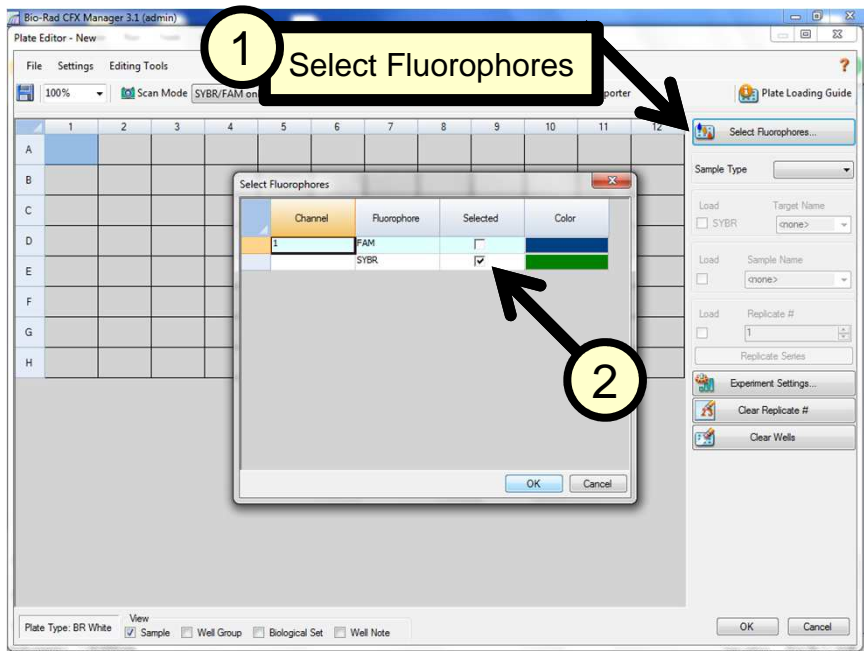 Bio-Rad CFX Manager 3.1 (admin)
Plate Editor - New
1
Select Fluorophores
File Settings Editing Tools ?
100% Scan Mode SYBR/FAM on
Plate Loading Guide
1 2 3 4 5 6 7 8 9 10 11 12
Select Fluorophores...
A
B
C
D
E
F
G
H
Select Fluorophores
Channel Fluorophore Selected Color
1 FAM
SYBR
2
OK Cancel
Sample Type
Load Target Name
SYBR <none>
Load Sample Name
<none>
Load Replicate #
1
Replicate Series
Experiment Settings...
Clear Replicate #
Clear Wells
Plate Type: BR White
View
Sample Well Group Biological Set Well Note
OK Cancel